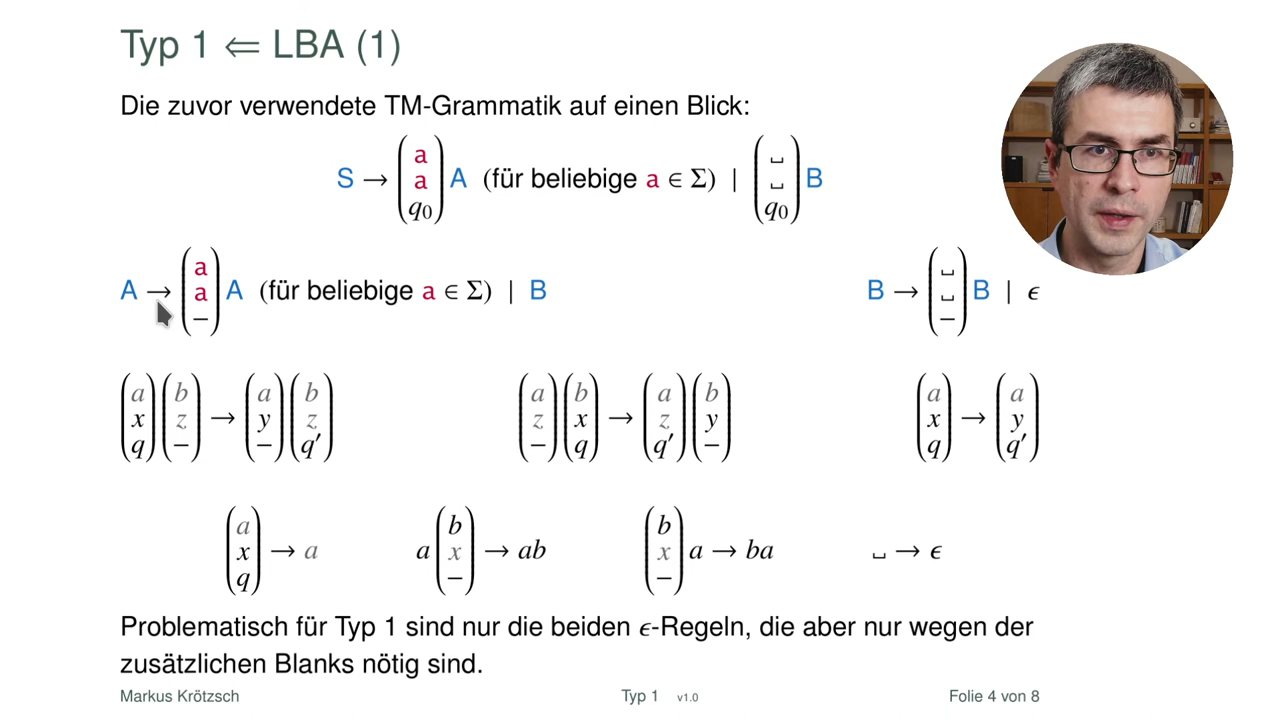 Typ 1 ⇐ LBA (1)
Die zuvor verwendete TM-Grammatik auf einen Blick:
S → (a a q₀) A (für beliebige a ∈ Σ) | (␣ ␣ q₀) B
A → (a a −) A (für beliebige a ∈ Σ) | B
B → (␣ ␣ −) B | ϵ
(a x q) (b z −) → (a y −) (b z q′)
(a z −) (b x q) → (a z q′) (b y −)
(a x q) → (a y q′)
(a x q) → a
a (b x −) → ab
(b x −) a → ba
␣ → ϵ
Problematisch für Typ 1 sind nur die beiden ϵ-Regeln, die aber nur wegen der
zusätzlichen Blanks nötig sind.
Markus Krötzsch
Typ 1 v1.0
Folie 4 von 8